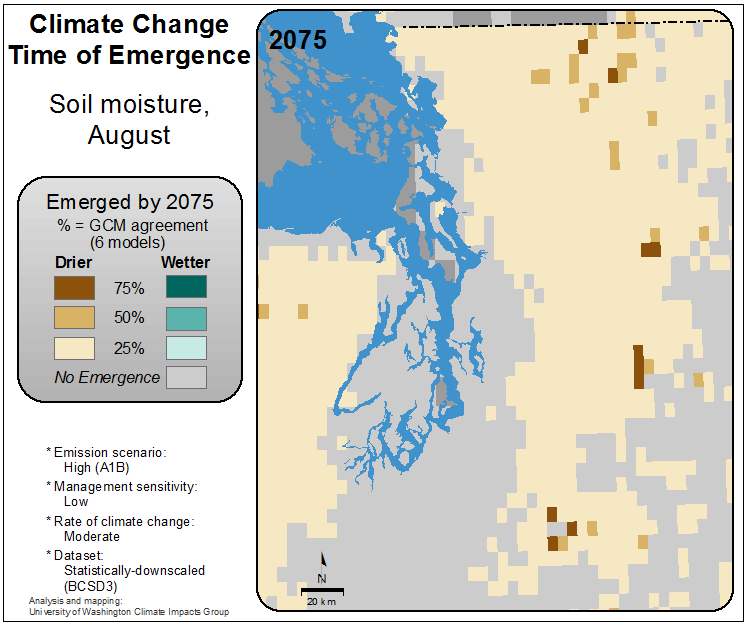 Climate Change
Time of Emergence
Soil moisture,
August
Emerged by 2075
% = GCM agreement
(6 models)
Drier Wetter
75%
50%
25%
No Emergence
* Emission scenario:
High (A1B)
* Management sensitivity:
Low
* Rate of climate change:
Moderate
* Dataset:
Statistically-downscaled
(BCSD3)
Analysis and mapping:
University of Washington Climate Impacts Group
2075
N
20 km